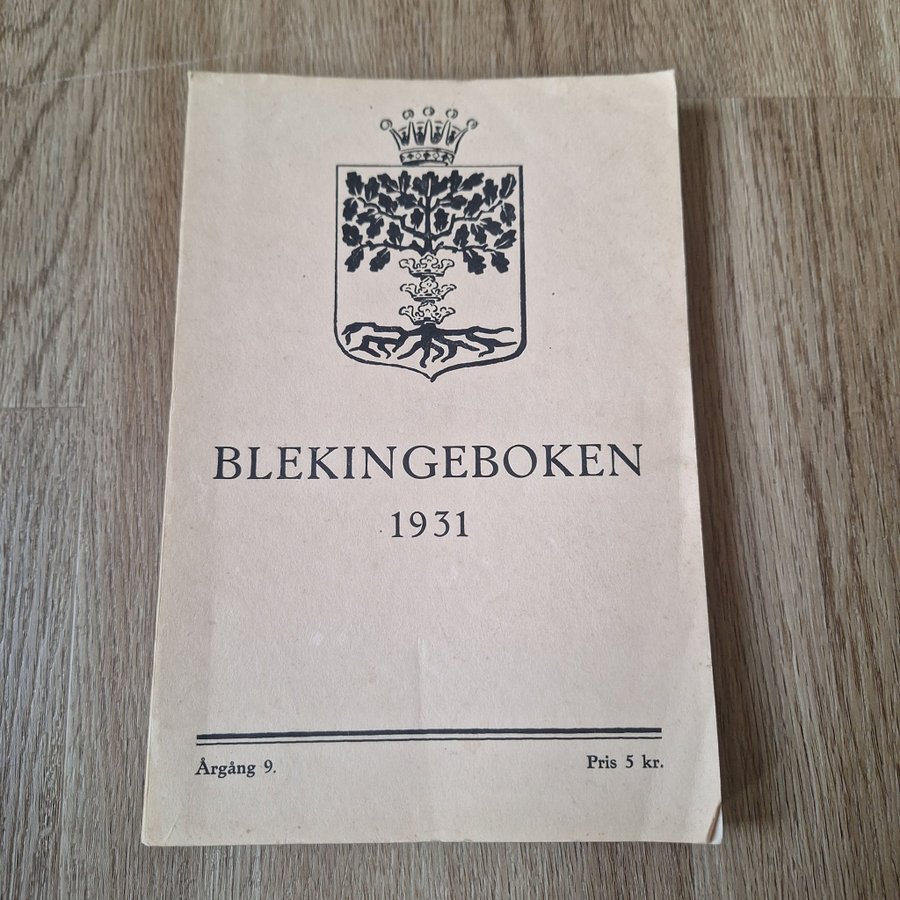 BLEKINGEBOKEN
1931
Årgång 9.
Pris 5 kr.